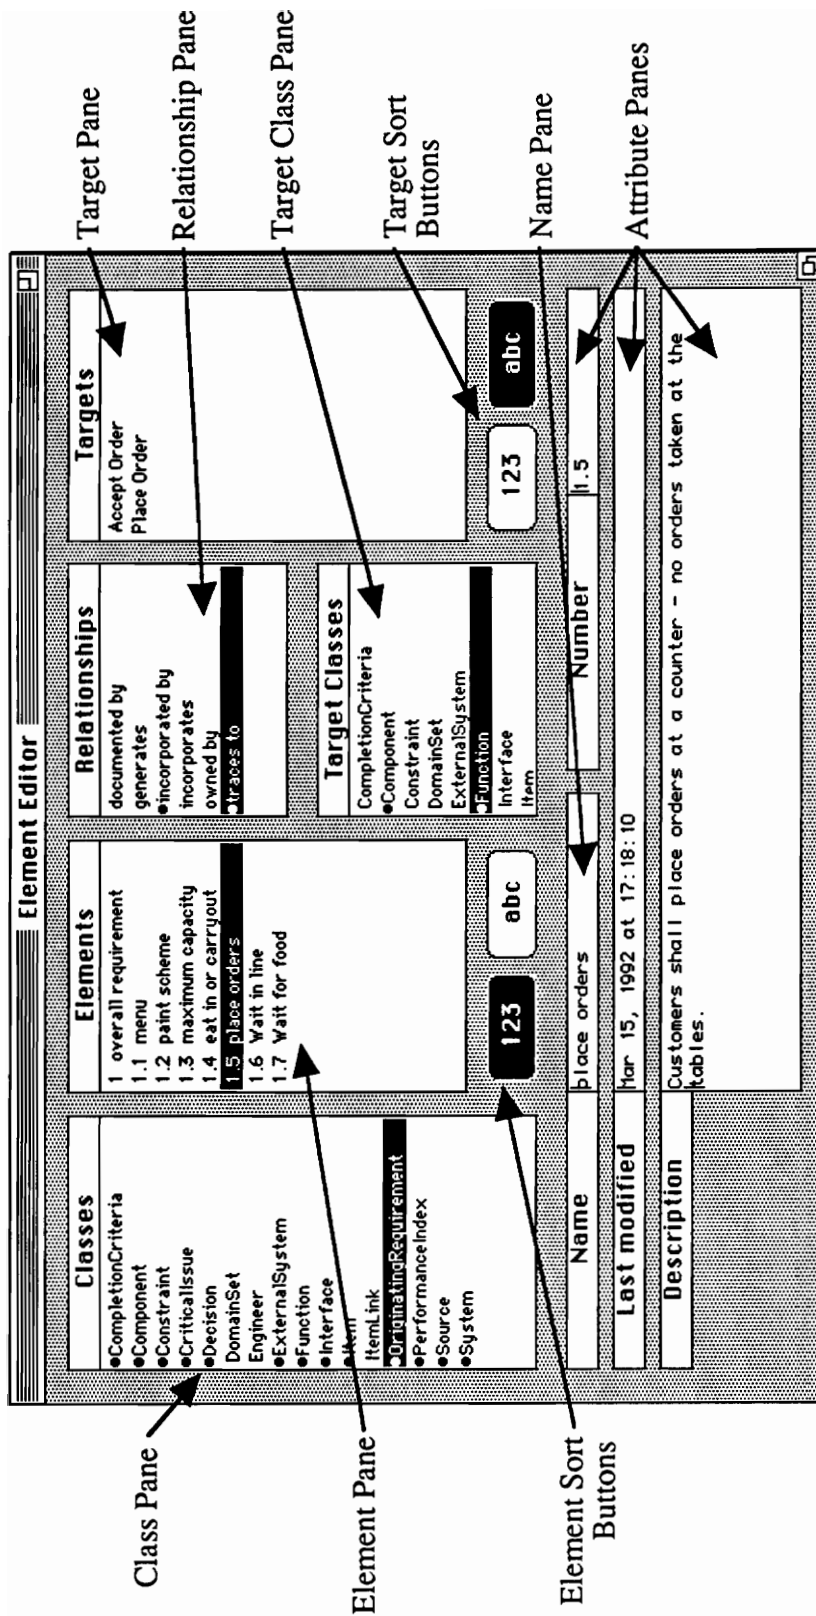 Target Pane
Relationship Pane
Target Class Pane
Target Sort
Buttons
Name Pane
Attribute Panes
Element Editor
Classes
●CompletionCriteria
●Component
●Constraint
●CriticalIssue
●Decision
DomainSet
Engineer
●ExternalSystem
●Function
●Interface
●Item
ItemLink
●OriginatingRequirement
●PerformanceIndex
●Source
●System
Elements
1 overall requirement
1.1 menu
1.2 paint scheme
1.3 maximum capacity
1.4 eat in or carryout
1.5 place orders
1.6 Wait in line
1.7 Wait for food
123
abc
Relationships
documented by
generates
●incorporated by
incorporates
owned by
●traces to
Target Classes
CompletionCriteria
●Component
Constraint
DomainSet
ExternalSystem
●Function
Interface
Item
Targets
Accept Order
Place Order
123
abc
Name
place orders
Number
1.5
Last modified
Mar 15, 1992 at 17:18:10
Description
Customers shall place orders at a counter - no orders taken at the
tables.
Class Pane
Element Pane
Element Sort
Buttons